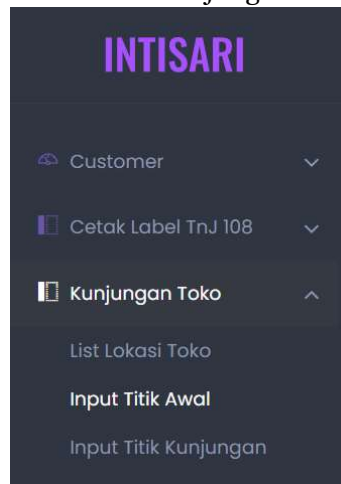 INTISARI
Customer
Cetak Label TnJ 108
Kunjungan Toko
List Lokasi Toko
Input Titik Awal
Input Titik Kunjungan